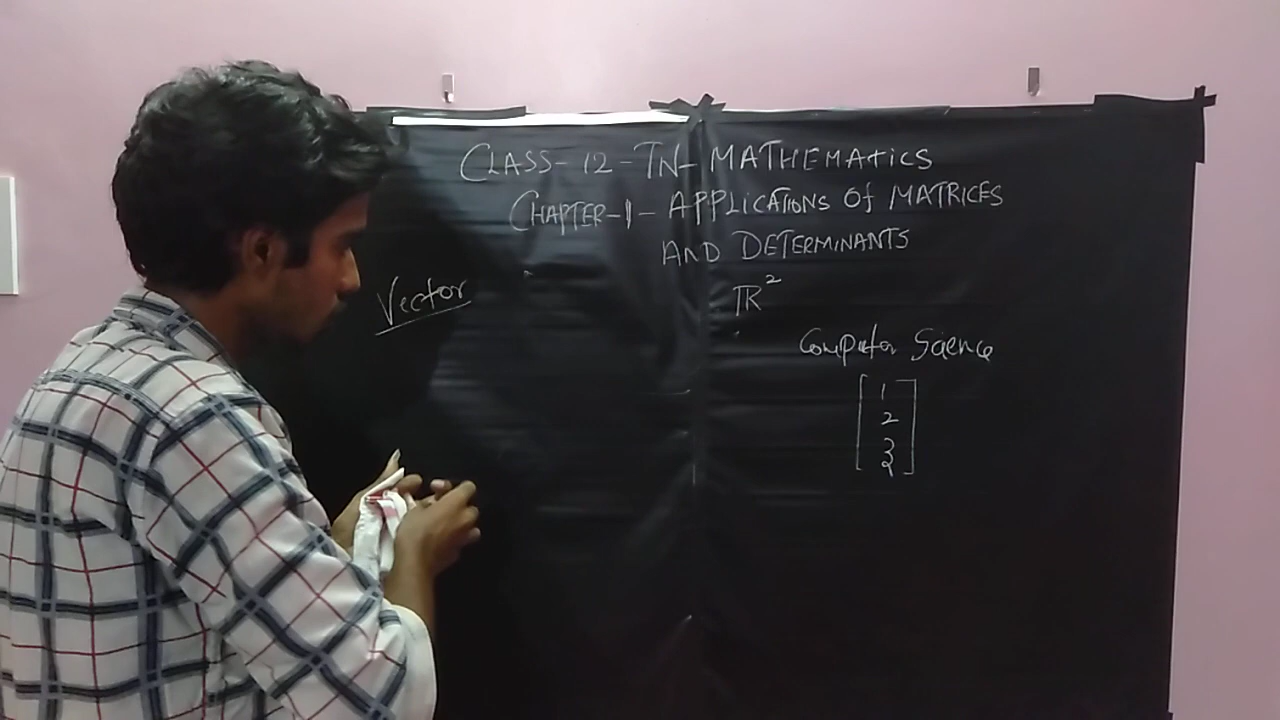 CLASS-12-TN-MATHEMATICS
CHAPTER-1-APPLICATIONS Of MATRICES
AND DETERMINANTS
Vector
ℝ²
Computer Science
1
2
3